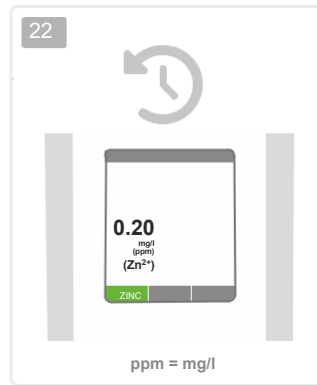 22
0.20
mg/l
(ppm)
(Zn²⁺)
ZINC
ppm = mg/l